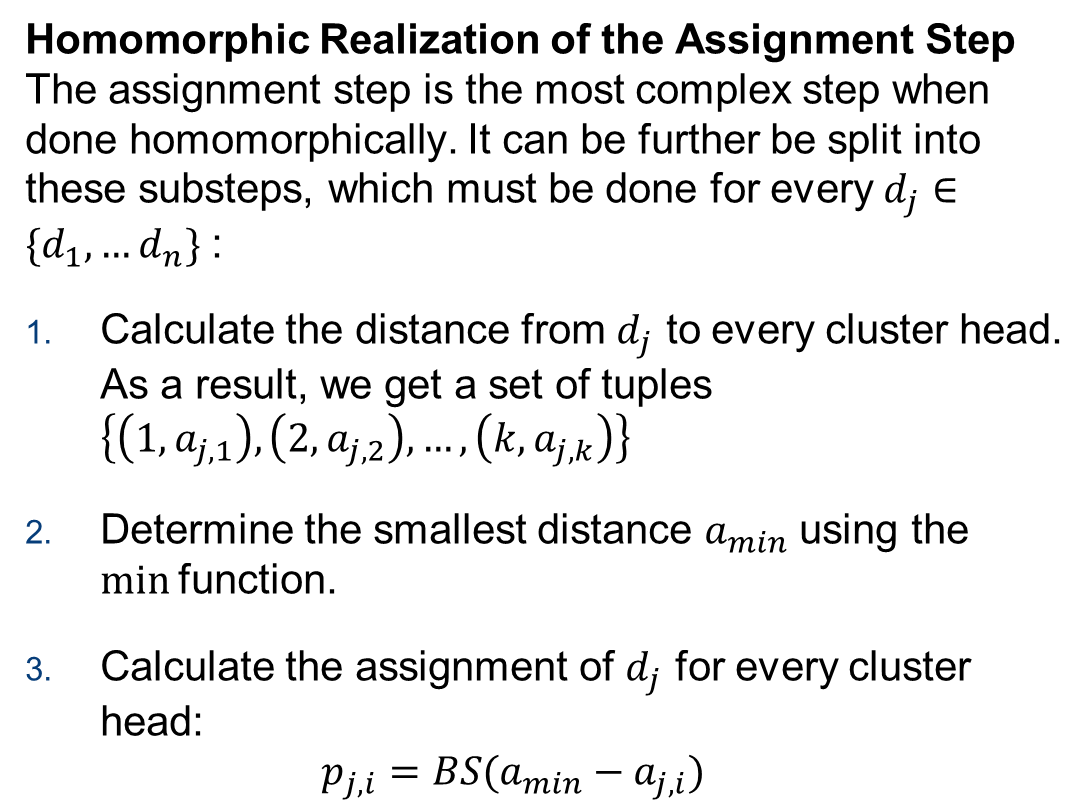 Homomorphic Realization of the Assignment Step
The assignment step is the most complex step when
done homomorphically. It can be further be split into
these substeps, which must be done for every d_j ∈
{d_1, … d_n} :
1. Calculate the distance from d_j to every cluster head.
As a result, we get a set of tuples
{(1, a_{j,1}), (2, a_{j,2}), … , (k, a_{j,k})}
2. Determine the smallest distance a_{min} using the
min function.
3. Calculate the assignment of d_j for every cluster
head:
p_{j,i} = BS(a_{min} − a_{j,i})